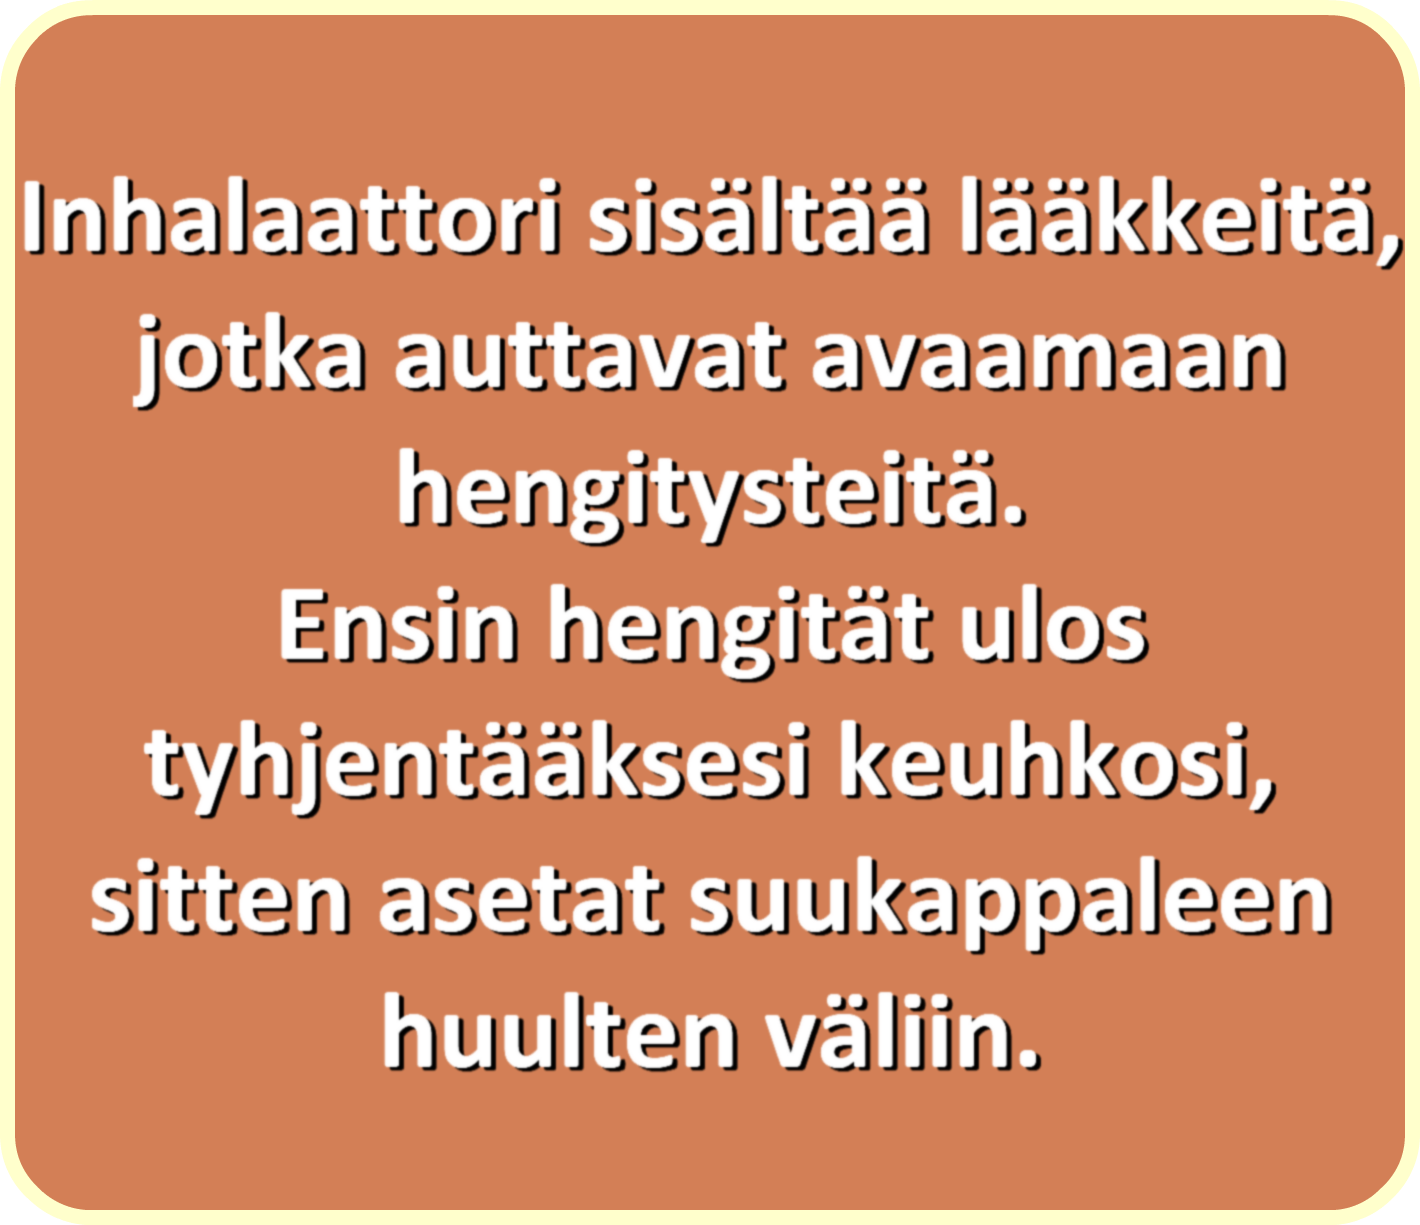 Inhalaattori sisältää lääkkeitä,
jotka auttavat avaamaan
hengitysteitä.
Ensin hengität ulos
tyhjentääksesi keuhkosi,
sitten asetat suukappaleen
huulten väliin.